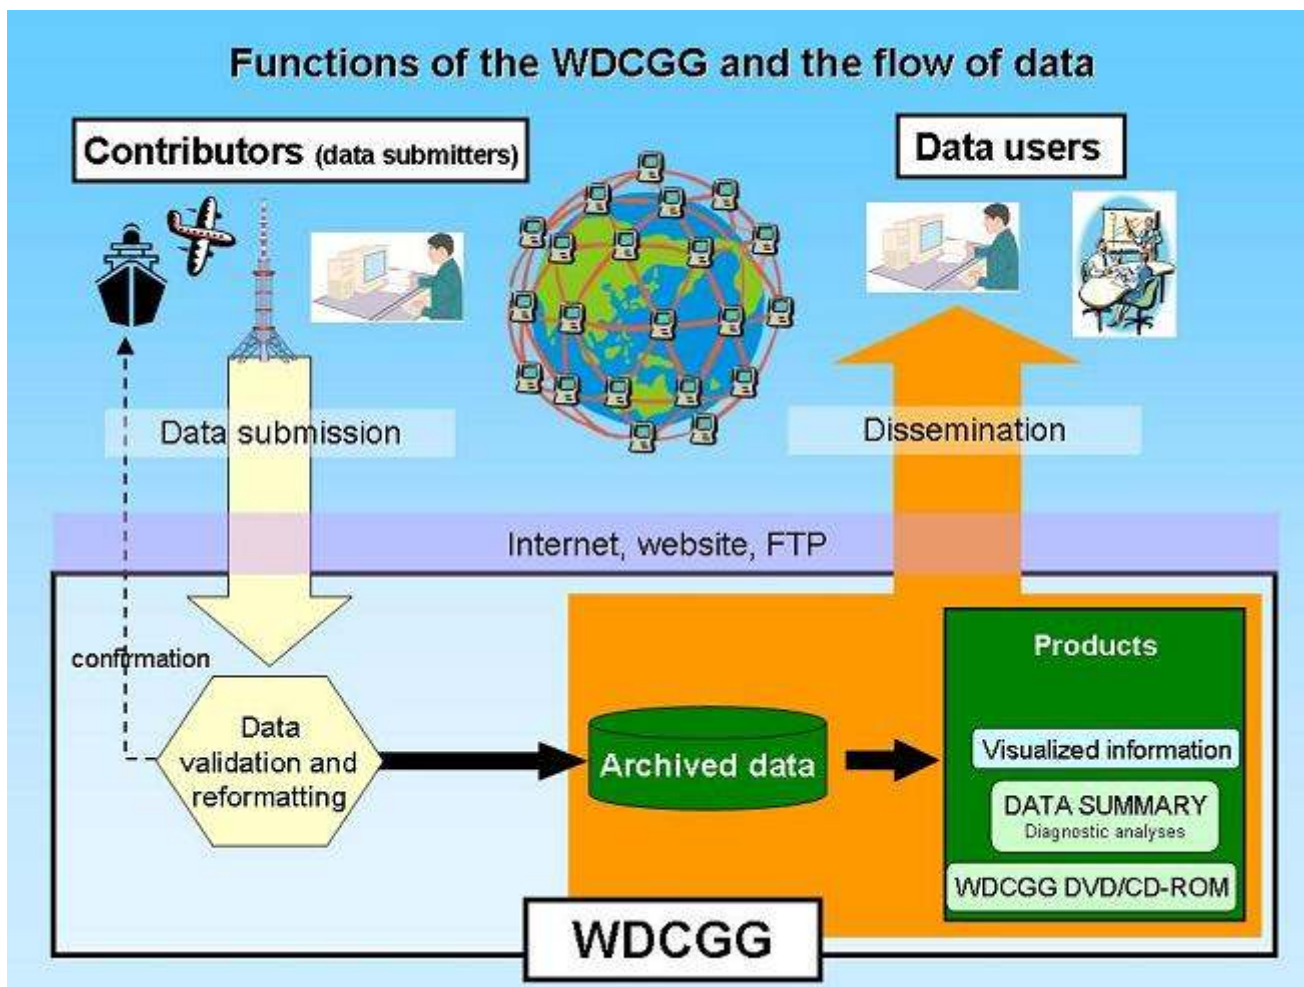 Functions of the WDCGG and the flow of data
Contributors (data submitters)
Data users
Data submission
Dissemination
Internet, website, FTP
confirmation
Data
validation and
reformatting
Archived data
Products
Visualized information
DATA SUMMARY
Diagnostic analyses
WDCGG DVD/CD-ROM
WDCGG